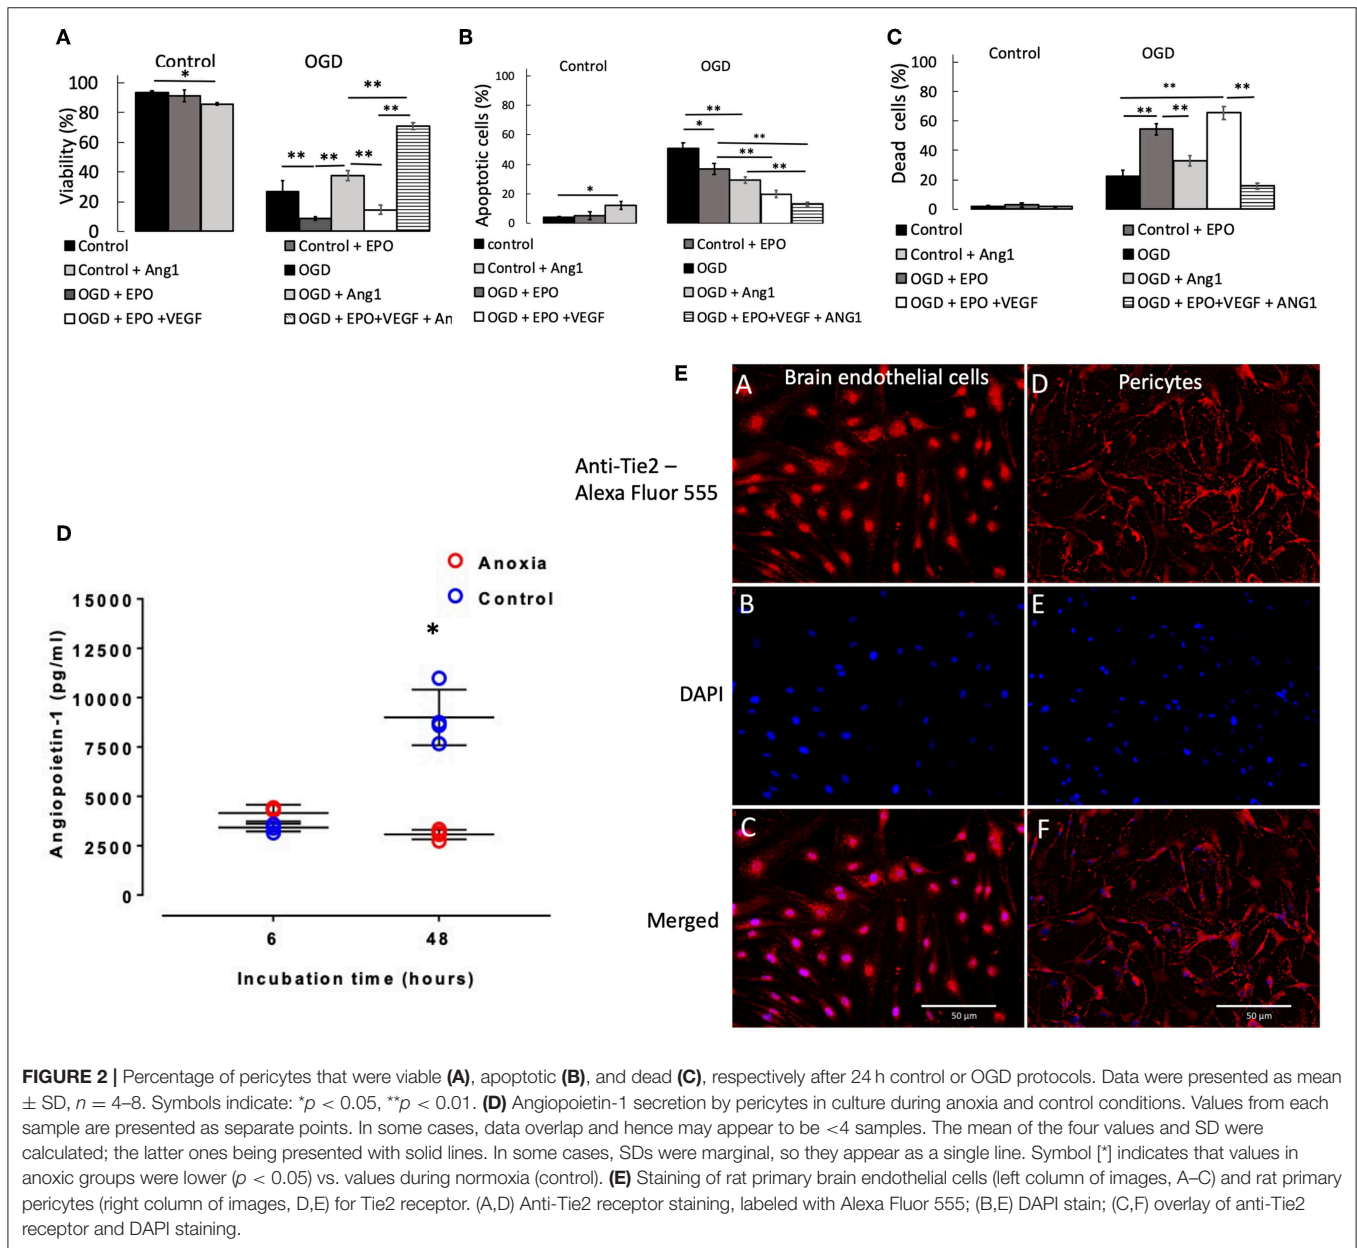 A
Control
OGD
Viability (%)
100
80
60
40
20
0
*
**
**
**
**
**
Control
Control + EPO
Control + Ang1
OGD
OGD + EPO
OGD + Ang1
OGD + EPO +VEGF
OGD + EPO+VEGF + An
B
Control
OGD
Apoptotic cells (%)
100
80
60
40
20
0
*
**
*
**
**
**
control
Control + EPO
Control + Ang1
OGD
OGD + EPO
OGD + Ang1
OGD + EPO +VEGF
OGD + EPO+VEGF + ANG1
C
Control
OGD
Dead cells (%)
100
80
60
40
20
0
**
**
**
**
Control
Control + EPO
Control + Ang1
OGD
OGD + EPO
OGD + Ang1
OGD + EPO +VEGF
OGD + EPO+VEGF + ANG1
D
Anoxia
Control
*
Angiopoietin-1 (pg/ml)
15000
12500
10000
7500
5000
2500
0
6
48
Incubation time (hours)
E
A
Brain endothelial cells
D
Pericytes
Anti-Tie2 –
Alexa Fluor 555
B
E
DAPI
C
F
Merged
50 µm
50 µm
FIGURE 2 | Percentage of pericytes that were viable (A), apoptotic (B), and dead (C), respectively after 24 h control or OGD protocols. Data were presented as mean
± SD, n = 4–8. Symbols indicate: *p < 0.05, **p < 0.01. (D) Angiopoietin-1 secretion by pericytes in culture during anoxia and control conditions. Values from each
sample are presented as separate points. In some cases, data overlap and hence may appear to be <4 samples. The mean of the four values and SD were
calculated; the latter ones being presented with solid lines. In some cases, SDs were marginal, so they appear as a single line. Symbol [*] indicates that values in
anoxic groups were lower (p < 0.05) vs. values during normoxia (control). (E) Staining of rat primary brain endothelial cells (left column of images, A–C) and rat primary
pericytes (right column of images, D,E) for Tie2 receptor. (A,D) Anti-Tie2 receptor staining, labeled with Alexa Fluor 555; (B,E) DAPI stain; (C,F) overlay of anti-Tie2
receptor and DAPI staining.